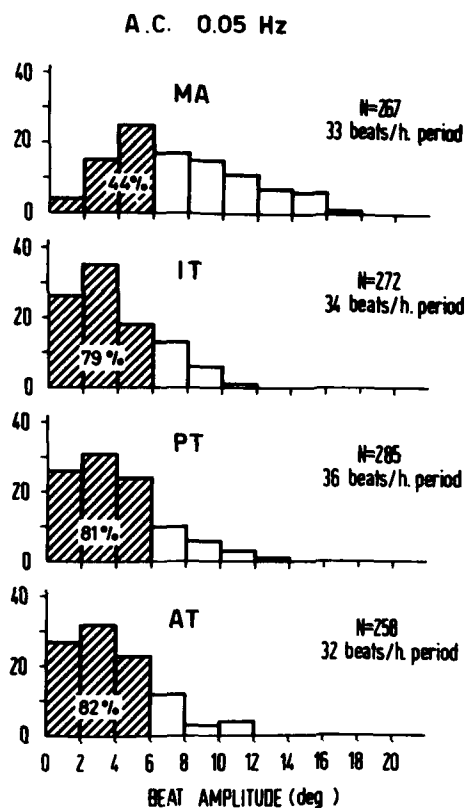 A.C. 0.05 Hz
40
20
0
MA
N=267
33 beats/h. period
44%
40
20
0
IT
N=272
34 beats/h. period
79%
40
20
0
PT
N=285
36 beats/h. period
81%
40
20
0
AT
N=258
32 beats/h. period
82%
0 2 4 6 8 10 12 14 16 18 20
BEAT AMPLITUDE (deg)